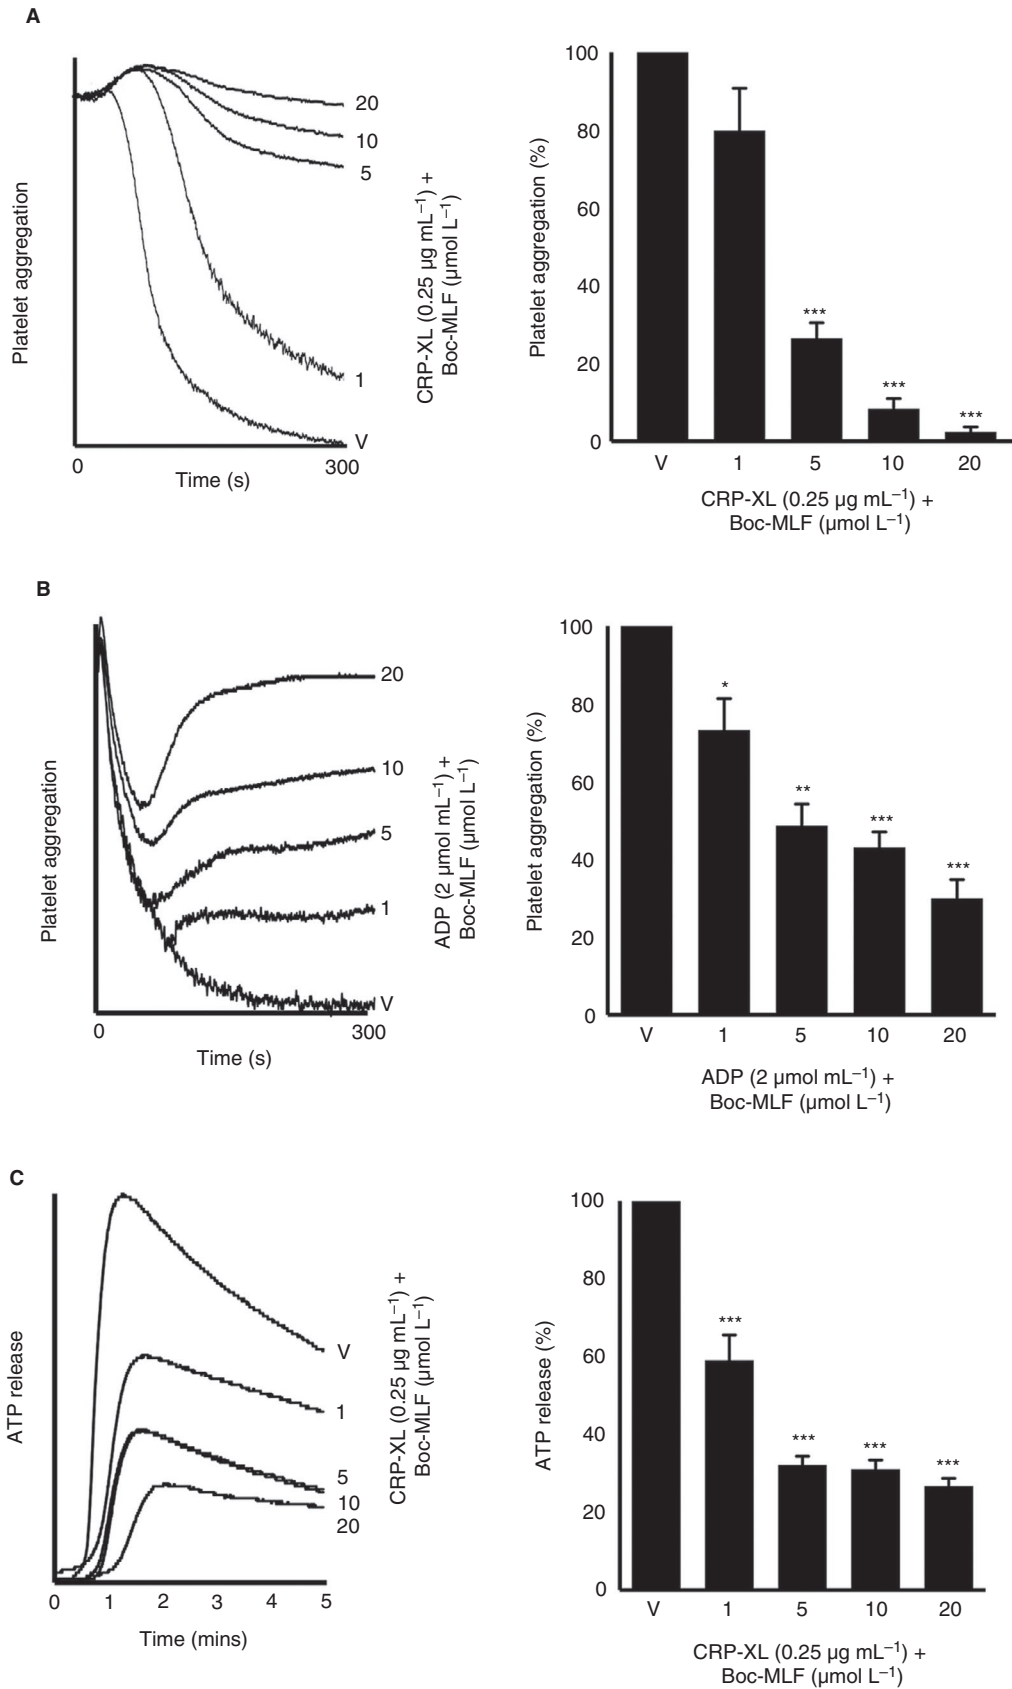 A
Platelet aggregation
20
10
5
1
V
0
300
Time (s)
CRP-XL (0.25 µg mL–1) +
Boc-MLF (µmol L–1)
Platelet aggregation (%)
100
80
60
40
20
0
***
***
***
V 1 5 10 20
CRP-XL (0.25 µg mL–1) +
Boc-MLF (µmol L–1)
B
Platelet aggregation
20
10
5
1
V
0
300
Time (s)
ADP (2 µmol mL–1) +
Boc-MLF (µmol L–1)
Platelet aggregation (%)
100
80
60
40
20
0
*
**
***
***
V 1 5 10 20
ADP (2 µmol mL–1) +
Boc-MLF (µmol L–1)
C
ATP release
V
1
5
10
20
0 1 2 3 4 5
Time (mins)
CRP-XL (0.25 µg mL–1) +
Boc-MLF (µmol L–1)
ATP release (%)
100
80
60
40
20
0
***
***
***
***
V 1 5 10 20
CRP-XL (0.25 µg mL–1) +
Boc-MLF (µmol L–1)